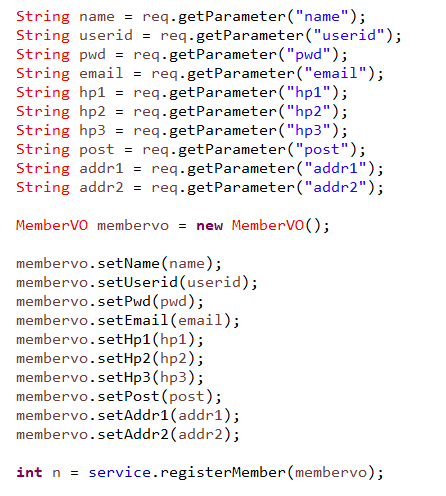 String name = req.getParameter("name");
String userid = req.getParameter("userid");
String pwd = req.getParameter("pwd");
String email = req.getParameter("email");
String hp1 = req.getParameter("hp1");
String hp2 = req.getParameter("hp2");
String hp3 = req.getParameter("hp3");
String post = req.getParameter("post");
String addr1 = req.getParameter("addr1");
String addr2 = req.getParameter("addr2");
MemberVO membervo = new MemberVO();
membervo.setName(name);
membervo.setUserid(userid);
membervo.setPwd(pwd);
membervo.setEmail(email);
membervo.setHp1(hp1);
membervo.setHp2(hp2);
membervo.setHp3(hp3);
membervo.setPost(post);
membervo.setAddr1(addr1);
membervo.setAddr2(addr2);
int n = service.registerMember(membervo);